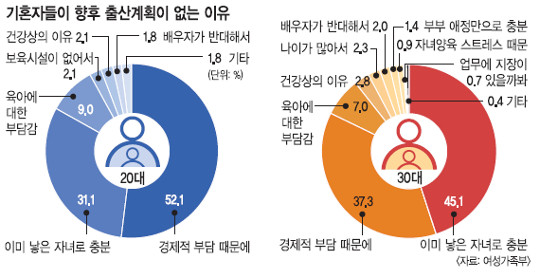 기혼자들이 향후 출산계획이 없는 이유
건강상의 이유 2.1
1.8 배우자가 반대해서
보육시설이 없어서
2.1
1.8 기타
(단위: %)
육아에
대한
부담감
9.0
20대
31.1
52.1
이미 낳은 자녀로 충분
경제적 부담 때문에
배우자가 반대해서 2.0
1.4 부부 애정만으로 충분
나이가 많아서 2.3
0.9 자녀양육 스트레스 때문
건강상의 이유 2.8
업무에 지장이
0.7 있을까봐
육아에
대한
부담감
7.0
0.4 기타
30대
37.3
45.1
경제적 부담 때문에
이미 낳은 자녀로 충분
<자료: 여성가족부>